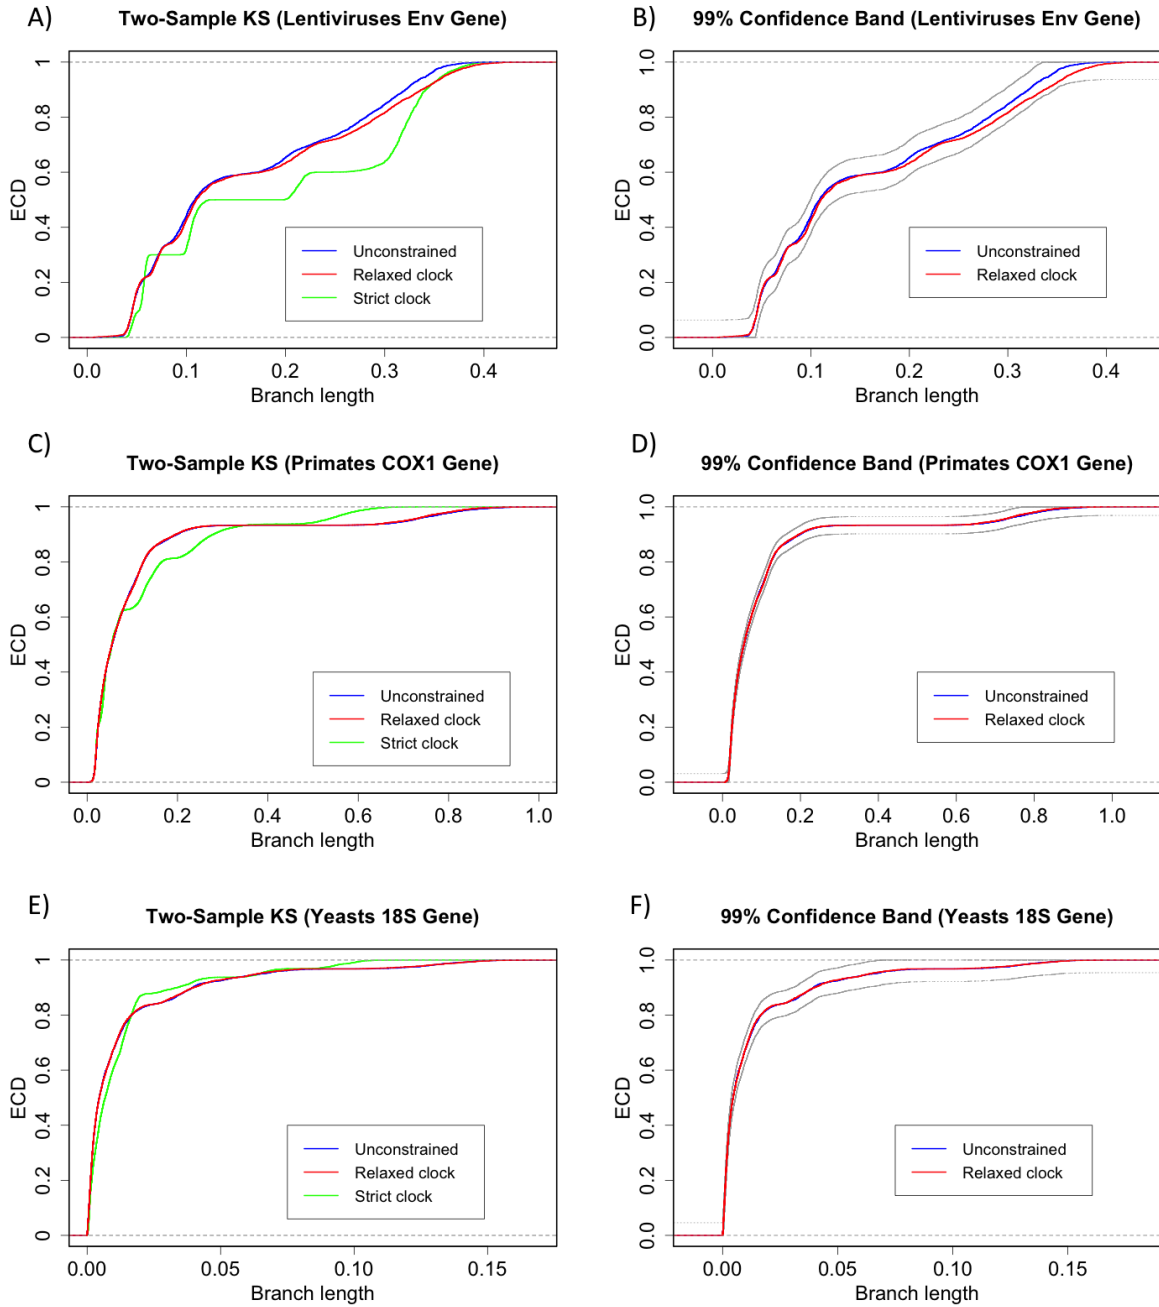 A)
Two-Sample KS (Lentiviruses Env Gene)
ECD
0.0
0.2
0.4
0.6
0.8
1
Unconstrained
Relaxed clock
Strict clock
0.0 0.1 0.2 0.3 0.4
Branch length
B)
99% Confidence Band (Lentiviruses Env Gene)
ECD
0.0
0.2
0.4
0.6
0.8
1.0
Unconstrained
Relaxed clock
0.0 0.1 0.2 0.3 0.4
Branch length
C)
Two-Sample KS (Primates COX1 Gene)
ECD
0
0.2
0.4
0.6
0.8
1
Unconstrained
Relaxed clock
Strict clock
0.0 0.2 0.4 0.6 0.8 1.0
Branch length
D)
99% Confidence Band (Primates COX1 Gene)
ECD
0.0
0.2
0.4
0.6
0.8
1.0
Unconstrained
Relaxed clock
0.0 0.2 0.4 0.6 0.8 1.0
Branch length
E)
Two-Sample KS (Yeasts 18S Gene)
ECD
0
0.2
0.4
0.6
0.8
1
Unconstrained
Relaxed clock
Strict clock
0.00 0.05 0.10 0.15
Branch length
F)
99% Confidence Band (Yeasts 18S Gene)
ECD
0.0
0.2
0.4
0.6
0.8
1.0
Unconstrained
Relaxed clock
0.00 0.05 0.10 0.15
Branch length